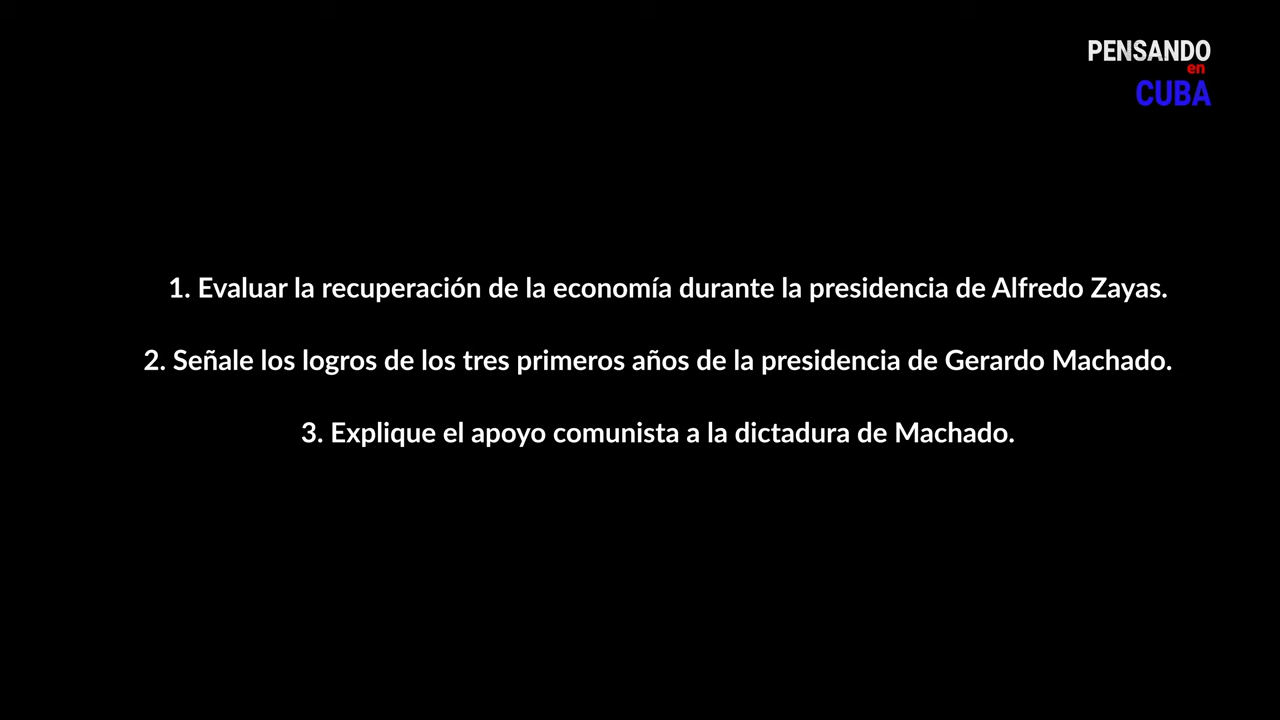 PENSANDO
en
CUBA
1. Evaluar la recuperación de la economía durante la presidencia de Alfredo Zayas.
2. Señale los logros de los tres primeros años de la presidencia de Gerardo Machado.
3. Explique el apoyo comunista a la dictadura de Machado.